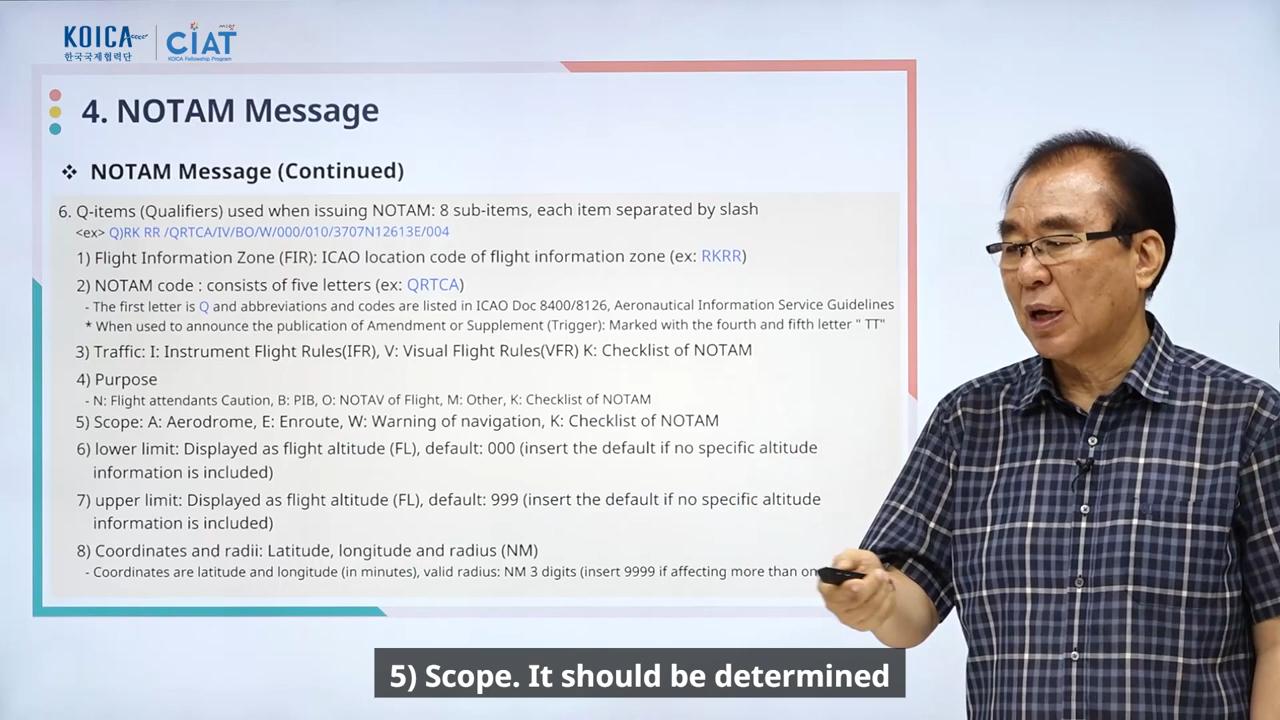 KOICA
한국국제협력단
CIAT
KOICA Fellowship Program
4. NOTAM Message
❖ NOTAM Message (Continued)
6. Q-items (Qualifiers) used when issuing NOTAM: 8 sub-items, each item separated by slash
<ex> Q)RK RR /QRTCA/IV/BO/W/000/010/3707N12613E/004
1) Flight Information Zone (FIR): ICAO location code of flight information zone (ex: RKRR)
2) NOTAM code : consists of five letters (ex: QRTCA)
- The first letter is Q and abbreviations ad codes are listed in ICAO Doc 8400/8126, Aeronautical Information Service Guidelines
* When used to announce the publication of Amendment or Supplement (Trigger): Marked with the fourth and fifth letter " TT"
3) Traffic: I: Instrument Flight Rules(IFR), V: Visual Flight Rules(VFR) K: Checklist of NOTAM
4) Purpose
- N: Flight attendants Caution, B: PIB, O: NOTAV of Flight, M: Other, K: Checklist of NOTAM
5) Scope: A: Aerodrome, E: Enroute, W: Warning of navigation, K: Checklist of NOTAM
6) lower limit: Displayed as flight altitude (FL), default: 000 (insert the default if no specific altitude
information is included)
7) upper limit: Displayed as flight altitude (FL), default: 999 (insert the default if no specific altitude
information is included)
8) Coordinates and radii: Latitude, longitude and radius (NM)
- Coordinates are latitude and longitude (in minutes), valid radius: NM 3 digits (insert 9999 if affecting more than
5) Scope. It should be determined